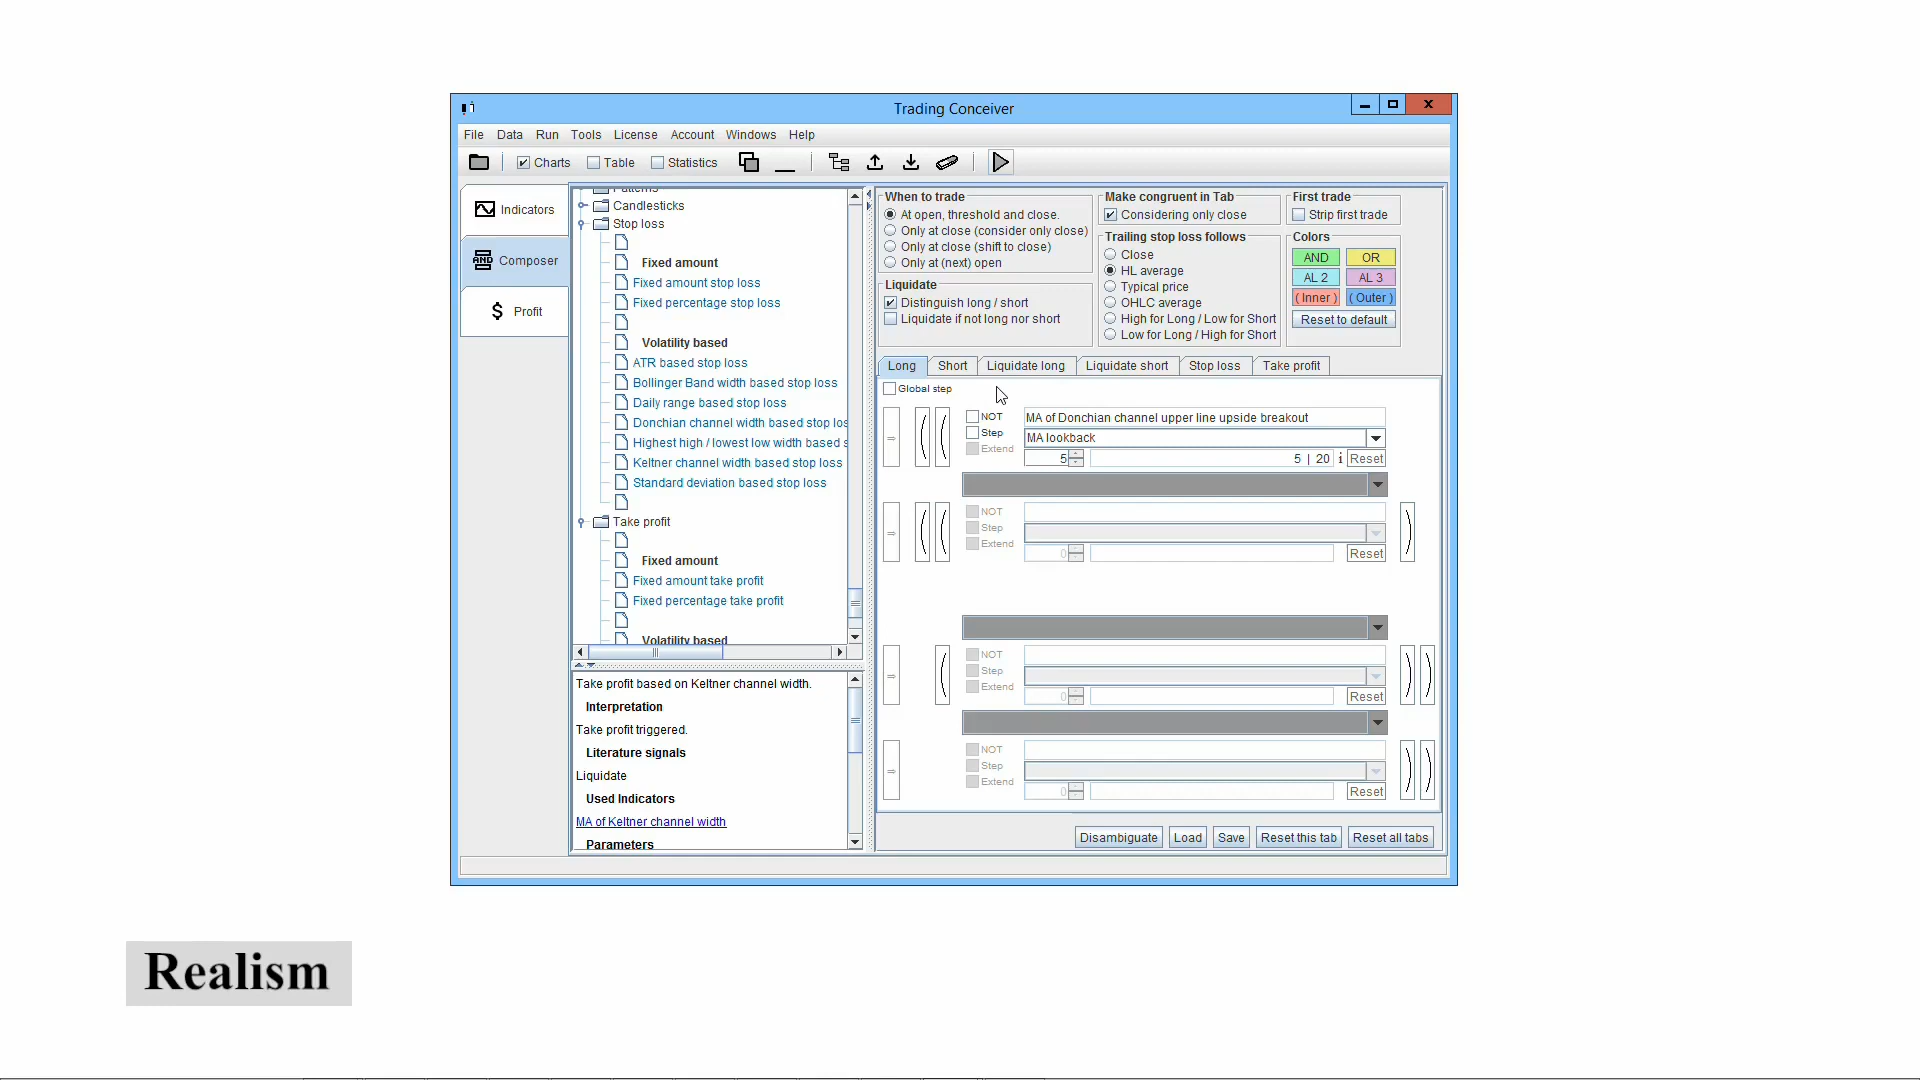 Trading Conceiver
File Data Run Tools License Account Windows Help
Charts Table Statistics
Indicators
AND Composer
$ Profit
Patterns
Candlesticks
Stop loss
Fixed amount
Fixed amount stop loss
Fixed percentage stop loss
Volatility based
ATR based stop loss
Bollinger Band width based stop loss
Daily range based stop loss
Donchian channel width based stop los
Highest high / lowest low width based s
Keltner channel width based stop loss
Standard deviation based stop loss
Take profit
Fixed amount
Fixed amount take profit
Fixed percentage take profit
Volatility based
Take profit based on Keltner channel width.
Interpretation
Take profit triggered.
Literature signals
Liquidate
Used Indicators
MA of Keltner channel width
Parameters
When to trade
At open, threshold and close.
Only at close (consider only close)
Only at close (shift to close)
Only at (next) open
Liquidate
Distinguish long / short
Liquidate if not long nor short
Make congruent in Tab
Considering only close
Trailing stop loss follows
Close
HL average
Typical price
OHLC average
High for Long / Low for Short
Low for Long / High for Short
First trade
Strip first trade
Colors
AND OR
AL 2 AL 3
( Inner ) ( Outer )
Reset to default
Long Short Liquidate long Liquidate short Stop loss Take profit
Global step
NOT MA of Donchian channel upper line upside breakout
Step MA lookback
Extend 5 5 | 20 i Reset
NOT
Step
Extend 0 Reset
NOT
Step
Extend 0 Reset
NOT
Step
Extend 0 Reset
Disambiguate Load Save Reset this tab Reset all tabs
Realism